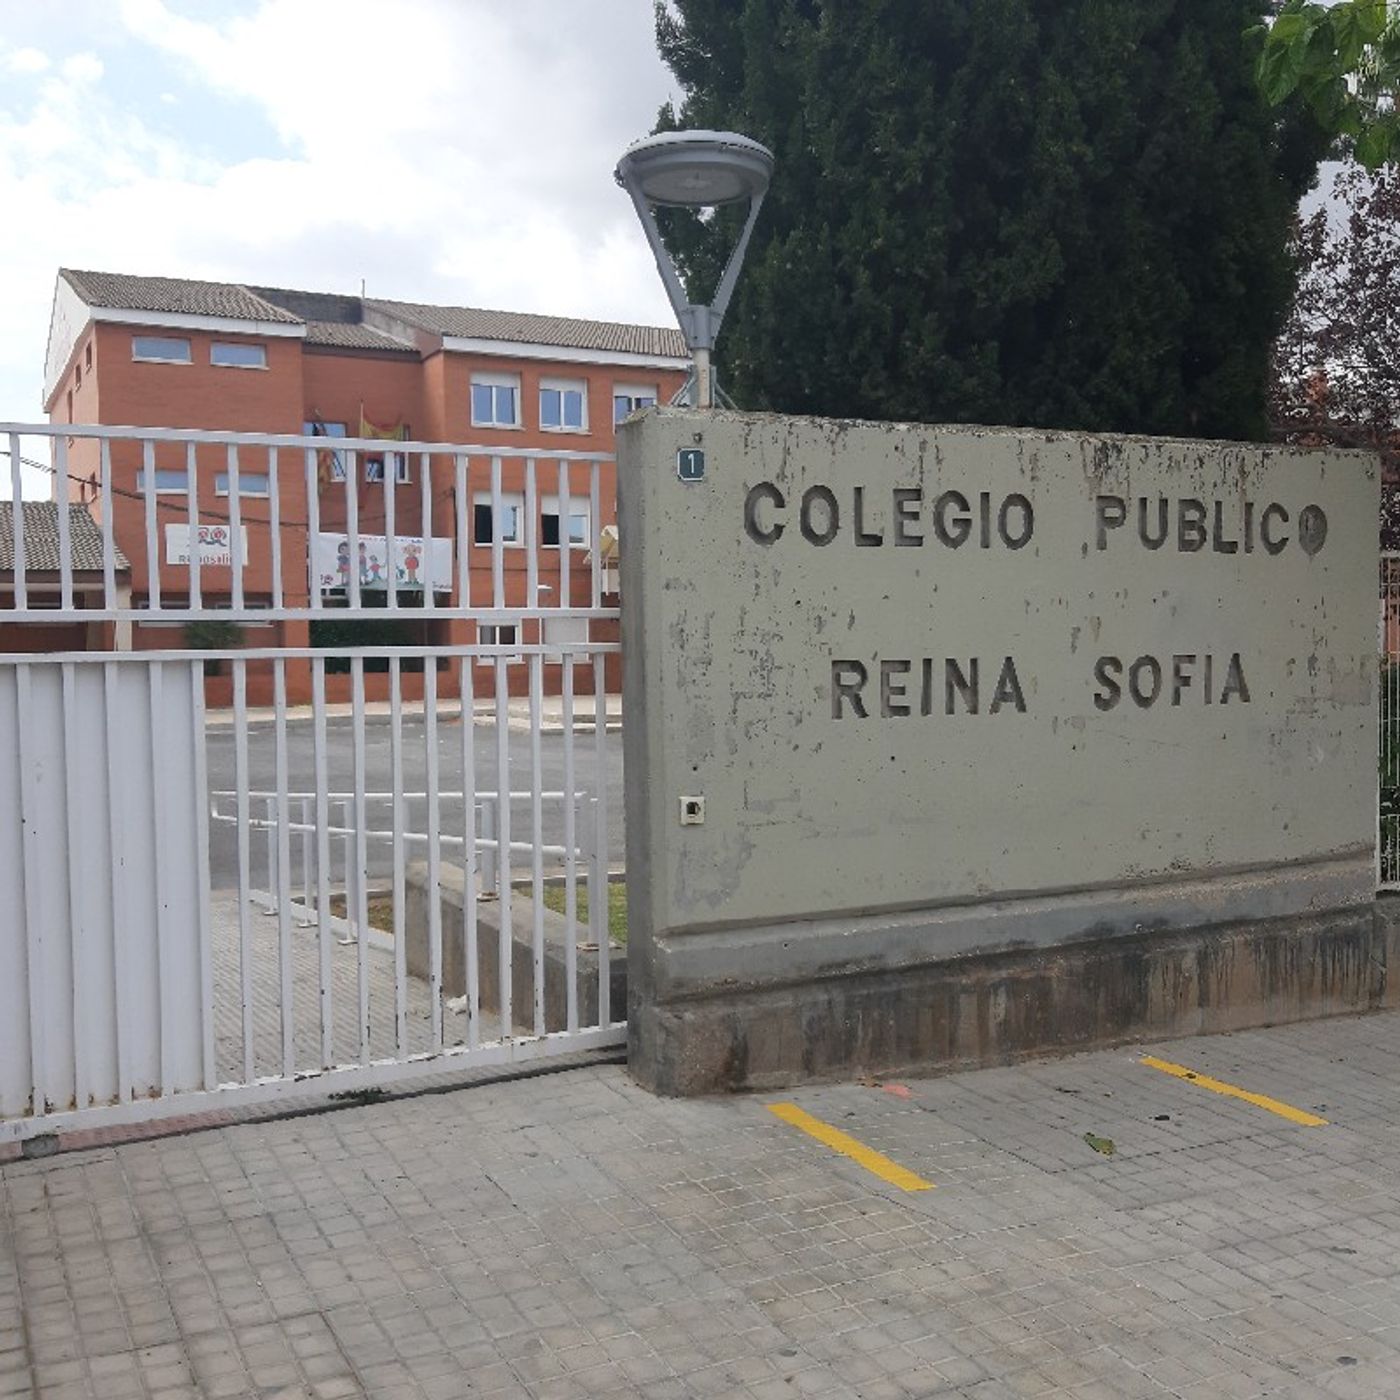 1
COLEGIO PUBLICO
REINA SOFIA